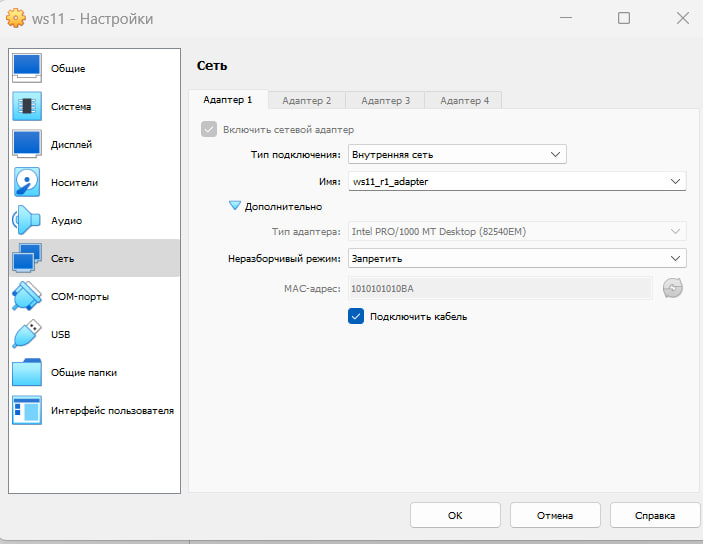 ws11 - Настройки
Общие
Система
Дисплей
Носители
Аудио
Сеть
COM-порты
USB
Общие папки
Интерфейс пользователя
Сеть
Адаптер 1 Адаптер 2 Адаптер 3 Адаптер 4
Включить сетевой адаптер
Тип подключения: Внутренняя сеть
Имя: ws11_r1_adapter
Дополнительно
Тип адаптера: Intel PRO/1000 MT Desktop (82540EM)
Неразборчивый режим: Запретить
MAC-адрес: 1010101010BA
Подключить кабель
ОК Отмена Справка